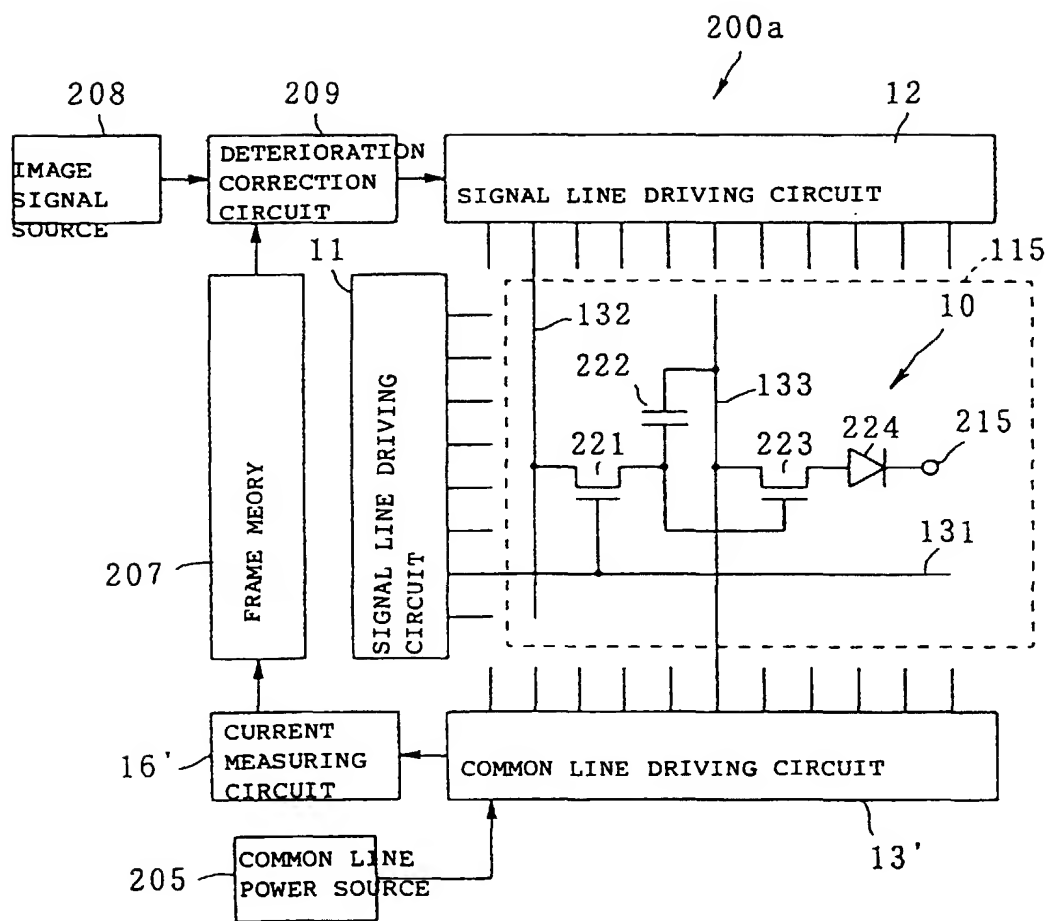 200a
208
209
12
IMAGE
SIGNAL
SOURCE
DETERIORATION
CORRECTION
CIRCUIT
SIGNAL LINE DRIVING CIRCUIT
11
115
132
10
222
133
221
223
224
215
131
FRAME MEORY
SIGNAL LINE DRIVING
CIRCUIT
207
16'
CURRENT
MEASURING
CIRCUIT
COMMON LINE DRIVING CIRCUIT
13'
205
COMMON LINE
POWER SOURCE